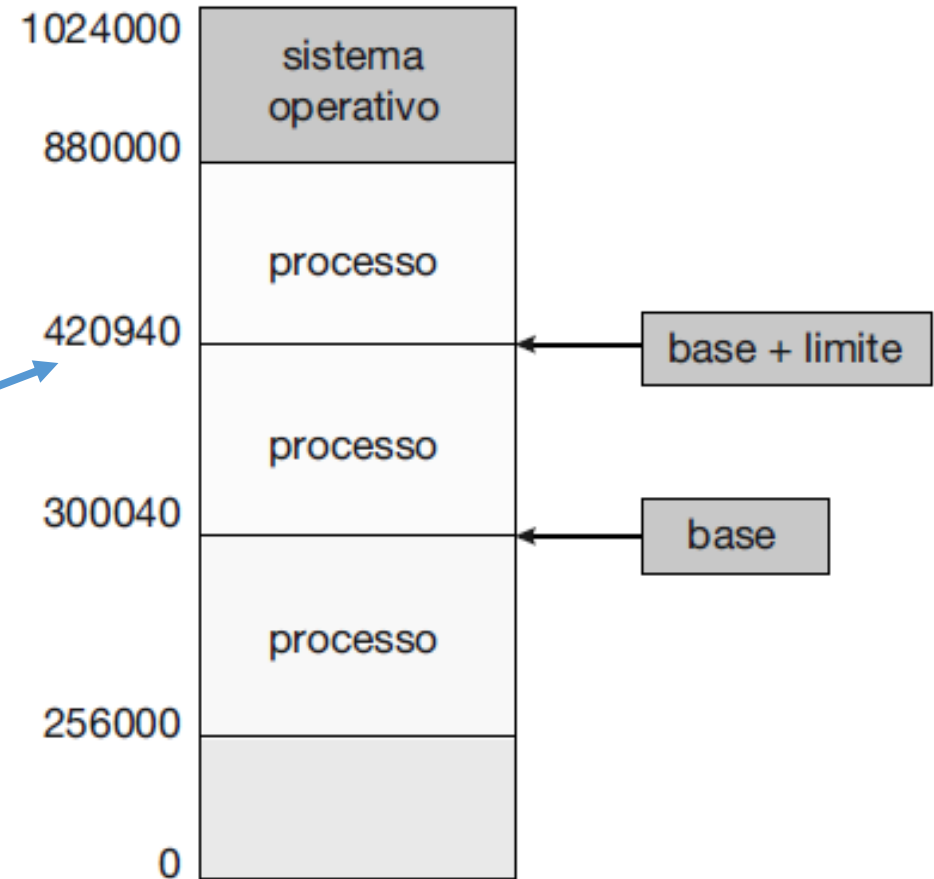 1024000
sistema
operativo
880000
processo
420940
base + limite
processo
300040
base
processo
256000
0